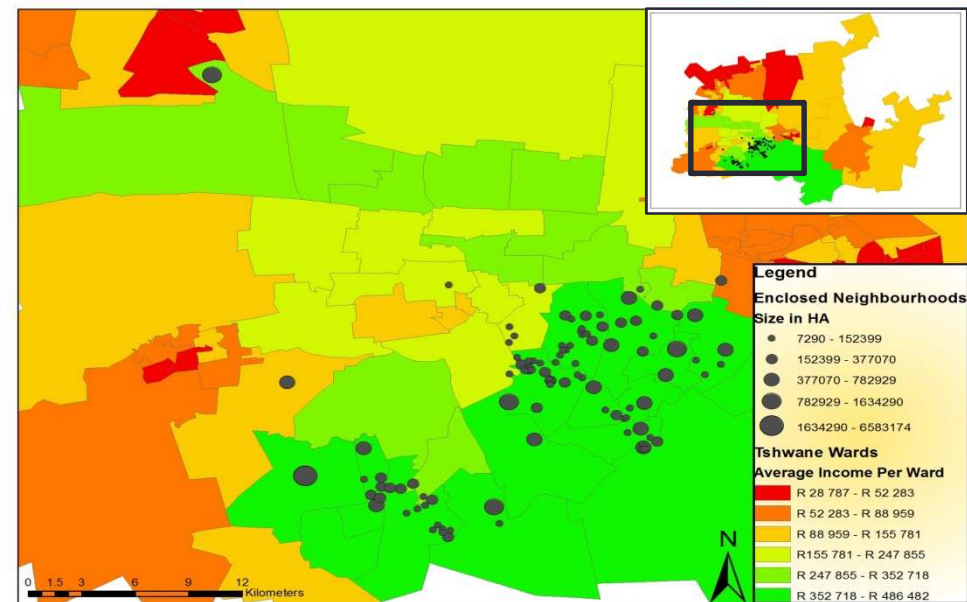 Legend
Enclosed Neighbourhoods
Size in HA
7290 - 152399
152399 - 377070
377070 - 782929
782929 - 1634290
1634290 - 6583174
Tshwane Wards
Average Income Per Ward
R 28 787 - R 52 283
R 52 283 - R 88 959
R 88 959 - R 155 781
R155 781 - R 247 855
R 247 855 - R 352 718
R 352 718 - R 486 482
N
0 1.5 3 6 9 12
Kilometers